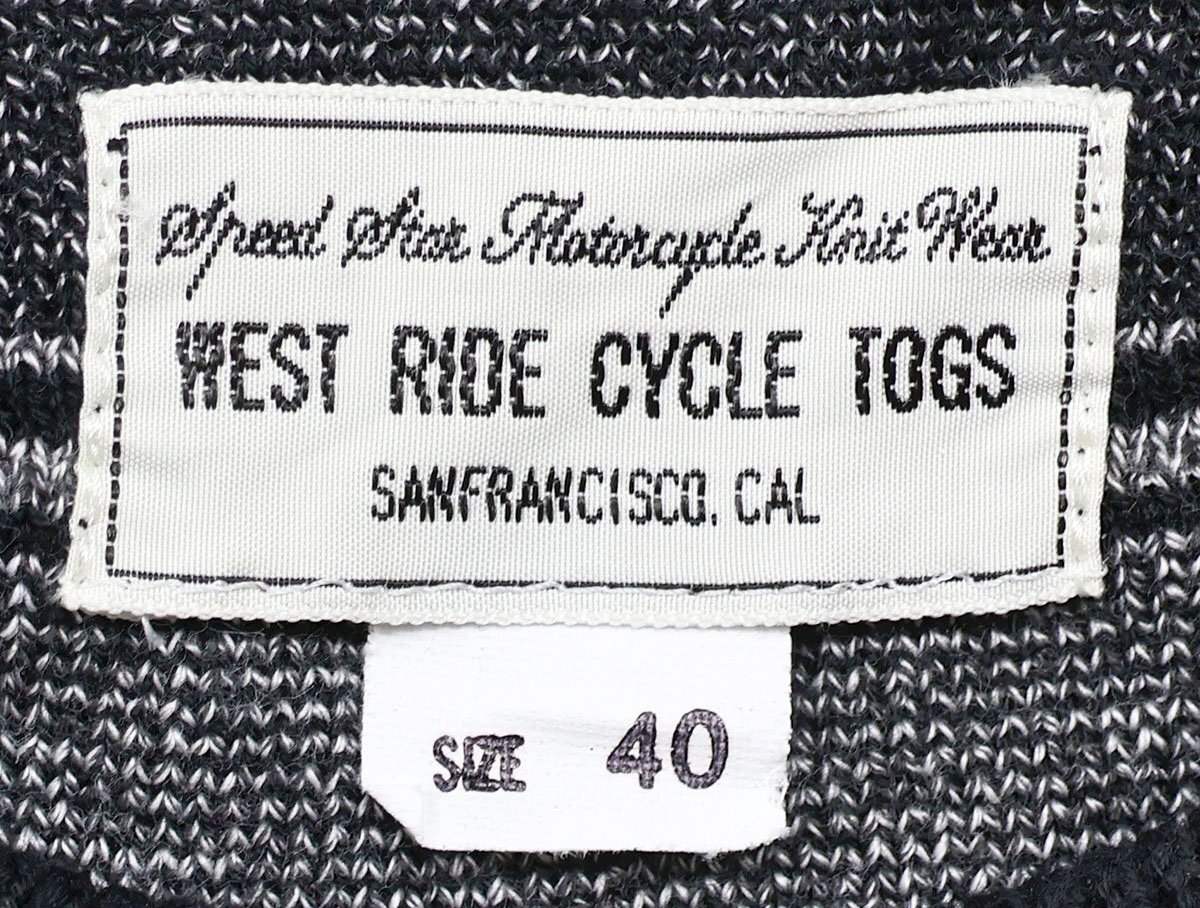 Speed Star Motorcycle Knit Wear
WEST RIDE CYCLE TOGS
SANFRANCISCO. CAL
SIZE 40